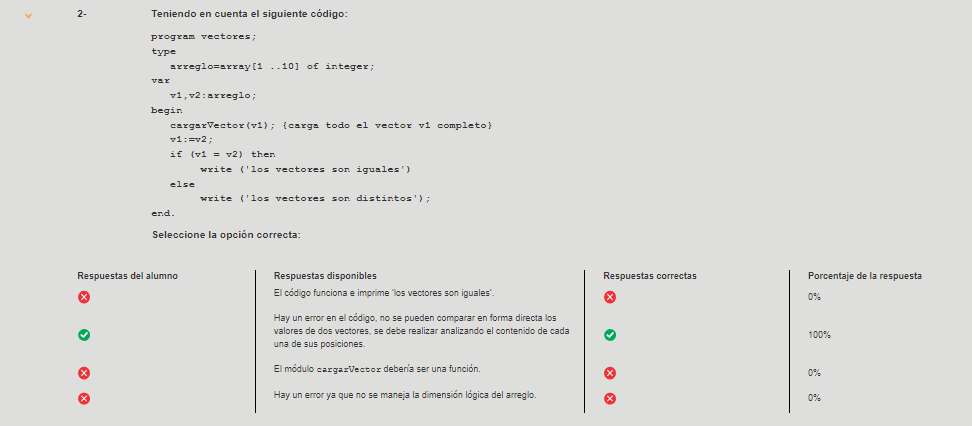 2- Teniendo en cuenta el siguiente código:
program vectores;
type
arreglo=array[1 ..10] of integer;
var
v1,v2:arreglo;
begin
cargarVector(v1); {carga todo el vector v1 completo}
v1:=v2;
if (v1 = v2) then
write ('los vectores son iguales')
else
write ('los vectores son distintos');
end.
Seleccione la opción correcta:
Respuestas del alumno Respuestas disponibles Respuestas correctas Porcentaje de la respuesta
El código funciona e imprime 'los vectores son iguales'. 0%
Hay un error en el código, no se pueden comparar en forma directa los
valores de dos vectores, se debe realizar analizando el contenido de cada 100%
una de sus posiciones.
El módulo cargarVector debería ser una función. 0%
Hay un error ya que no se maneja la dimensión lógica del arreglo. 0%